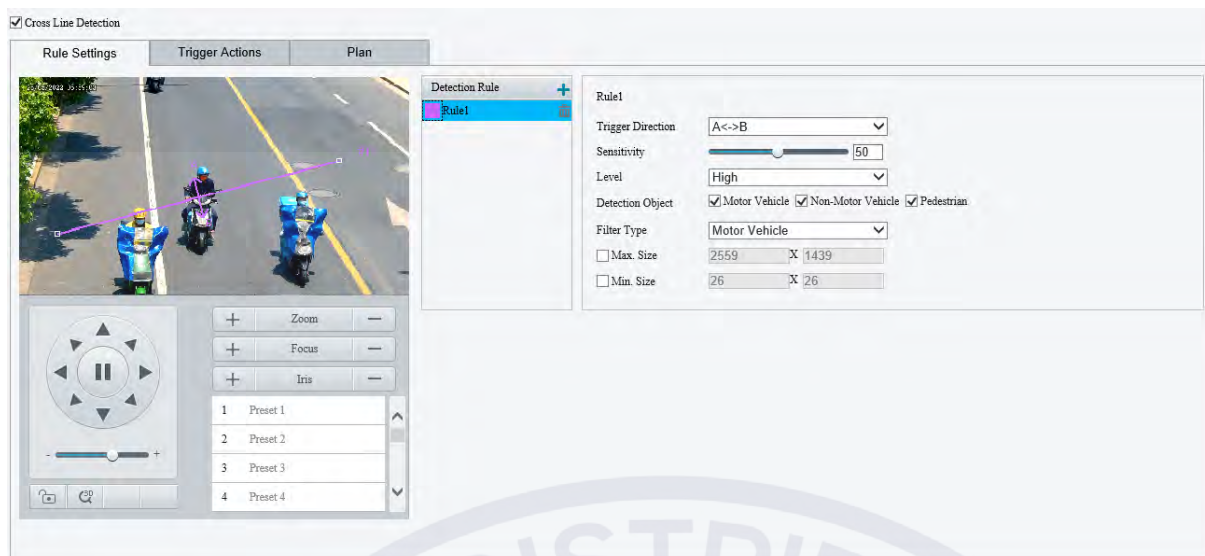 Cross Line Detection
Rule Settings
Trigger Actions
Plan
Detection Rule
Rule1
Rule1
Trigger Direction A<->B
Sensitivity 50
Level High
Detection Object Motor Vehicle Non-Motor Vehicle Pedestrian
Filter Type Motor Vehicle
Max. Size 2559 X 1439
Min. Size 26 X 26
+ Zoom −
+ Focus −
+ Iris −
1 Preset 1
2 Preset 2
3 Preset 3
4 Preset 4
- +
3D
DISTRI